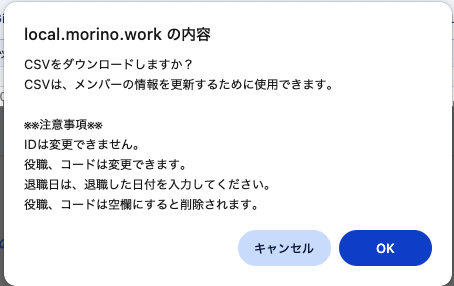 local.morino.work の内容
CSVをダウンロードしますか？
CSVは、メンバーの情報を更新するために使用できます。
※※注意事項※※
IDは変更できません。
役職、コードは変更できます。
退職日は、退職した日付を入力してください。
役職、コードは空欄にすると削除されます。
キャンセル
OK